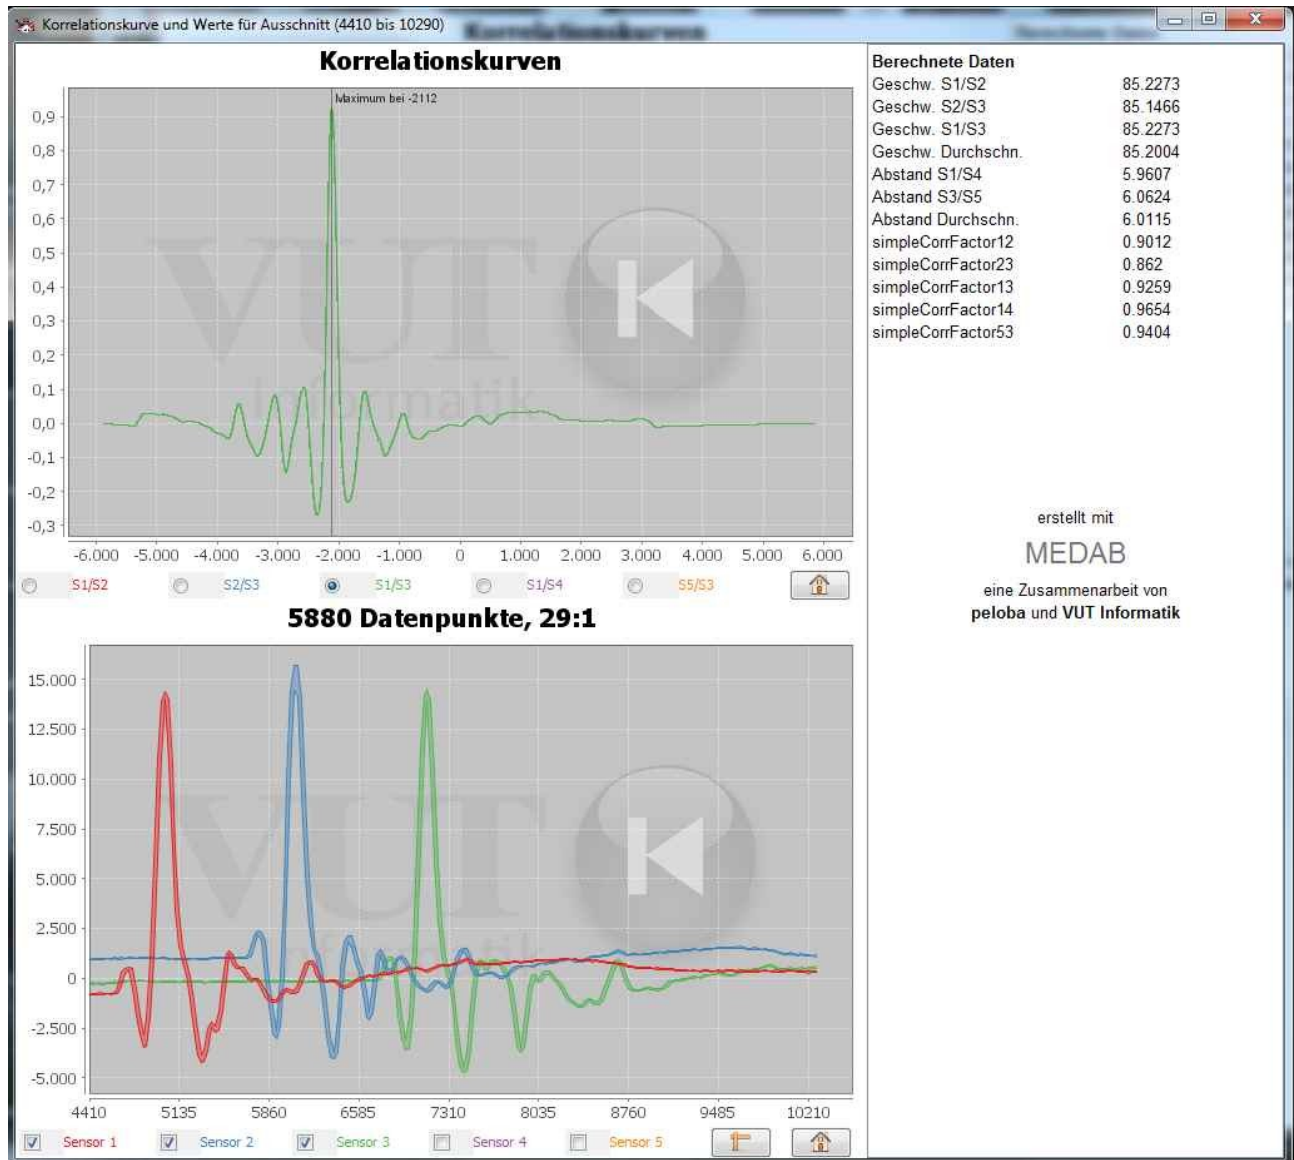 Korrelationskurve und Werte für Ausschnitt (4410 bis 10290)
Korrelationskurven
Maximum bei -2112
0,9
0,8
0,7
0,6
0,5
0,4
0,3
0,2
0,1
0,0
-0,1
-0,2
-0,3
VUT
Informatik
-6.000 -5.000 -4.000 -3.000 -2.000 -1.000 0 1.000 2.000 3.000 4.000 5.000 6.000
S1/S2 S2/S3 S1/S3 S1/S4 S5/S3
5880 Datenpunkte, 29:1
15.000
12.500
10.000
7.500
5.000
2.500
0
-2.500
-5.000
VUT
Informatik
4410 5135 5860 6585 7310 8035 8760 9485 10210
Sensor 1 Sensor 2 Sensor 3 Sensor 4 Sensor 5
Berechnete Daten
Geschw. S1/S2 85.2273
Geschw. S2/S3 85.1466
Geschw. S1/S3 85.2273
Geschw. Durchschn. 85.2004
Abstand S1/S4 5.9607
Abstand S3/S5 6.0624
Abstand Durchschn. 6.0115
simpleCorrFactor12 0.9012
simpleCorrFactor23 0.862
simpleCorrFactor13 0.9259
simpleCorrFactor14 0.9654
simpleCorrFactor53 0.9404
erstellt mit
MEDAB
eine Zusammenarbeit von
peloba und VUT Informatik